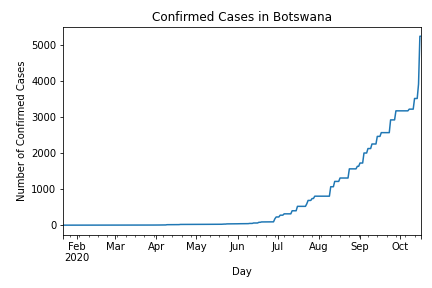 Confirmed Cases in Botswana
5000
4000
3000
2000
1000
0
Number of Confirmed Cases
Feb Mar Apr May Jun Jul Aug Sep Oct
2020
Day